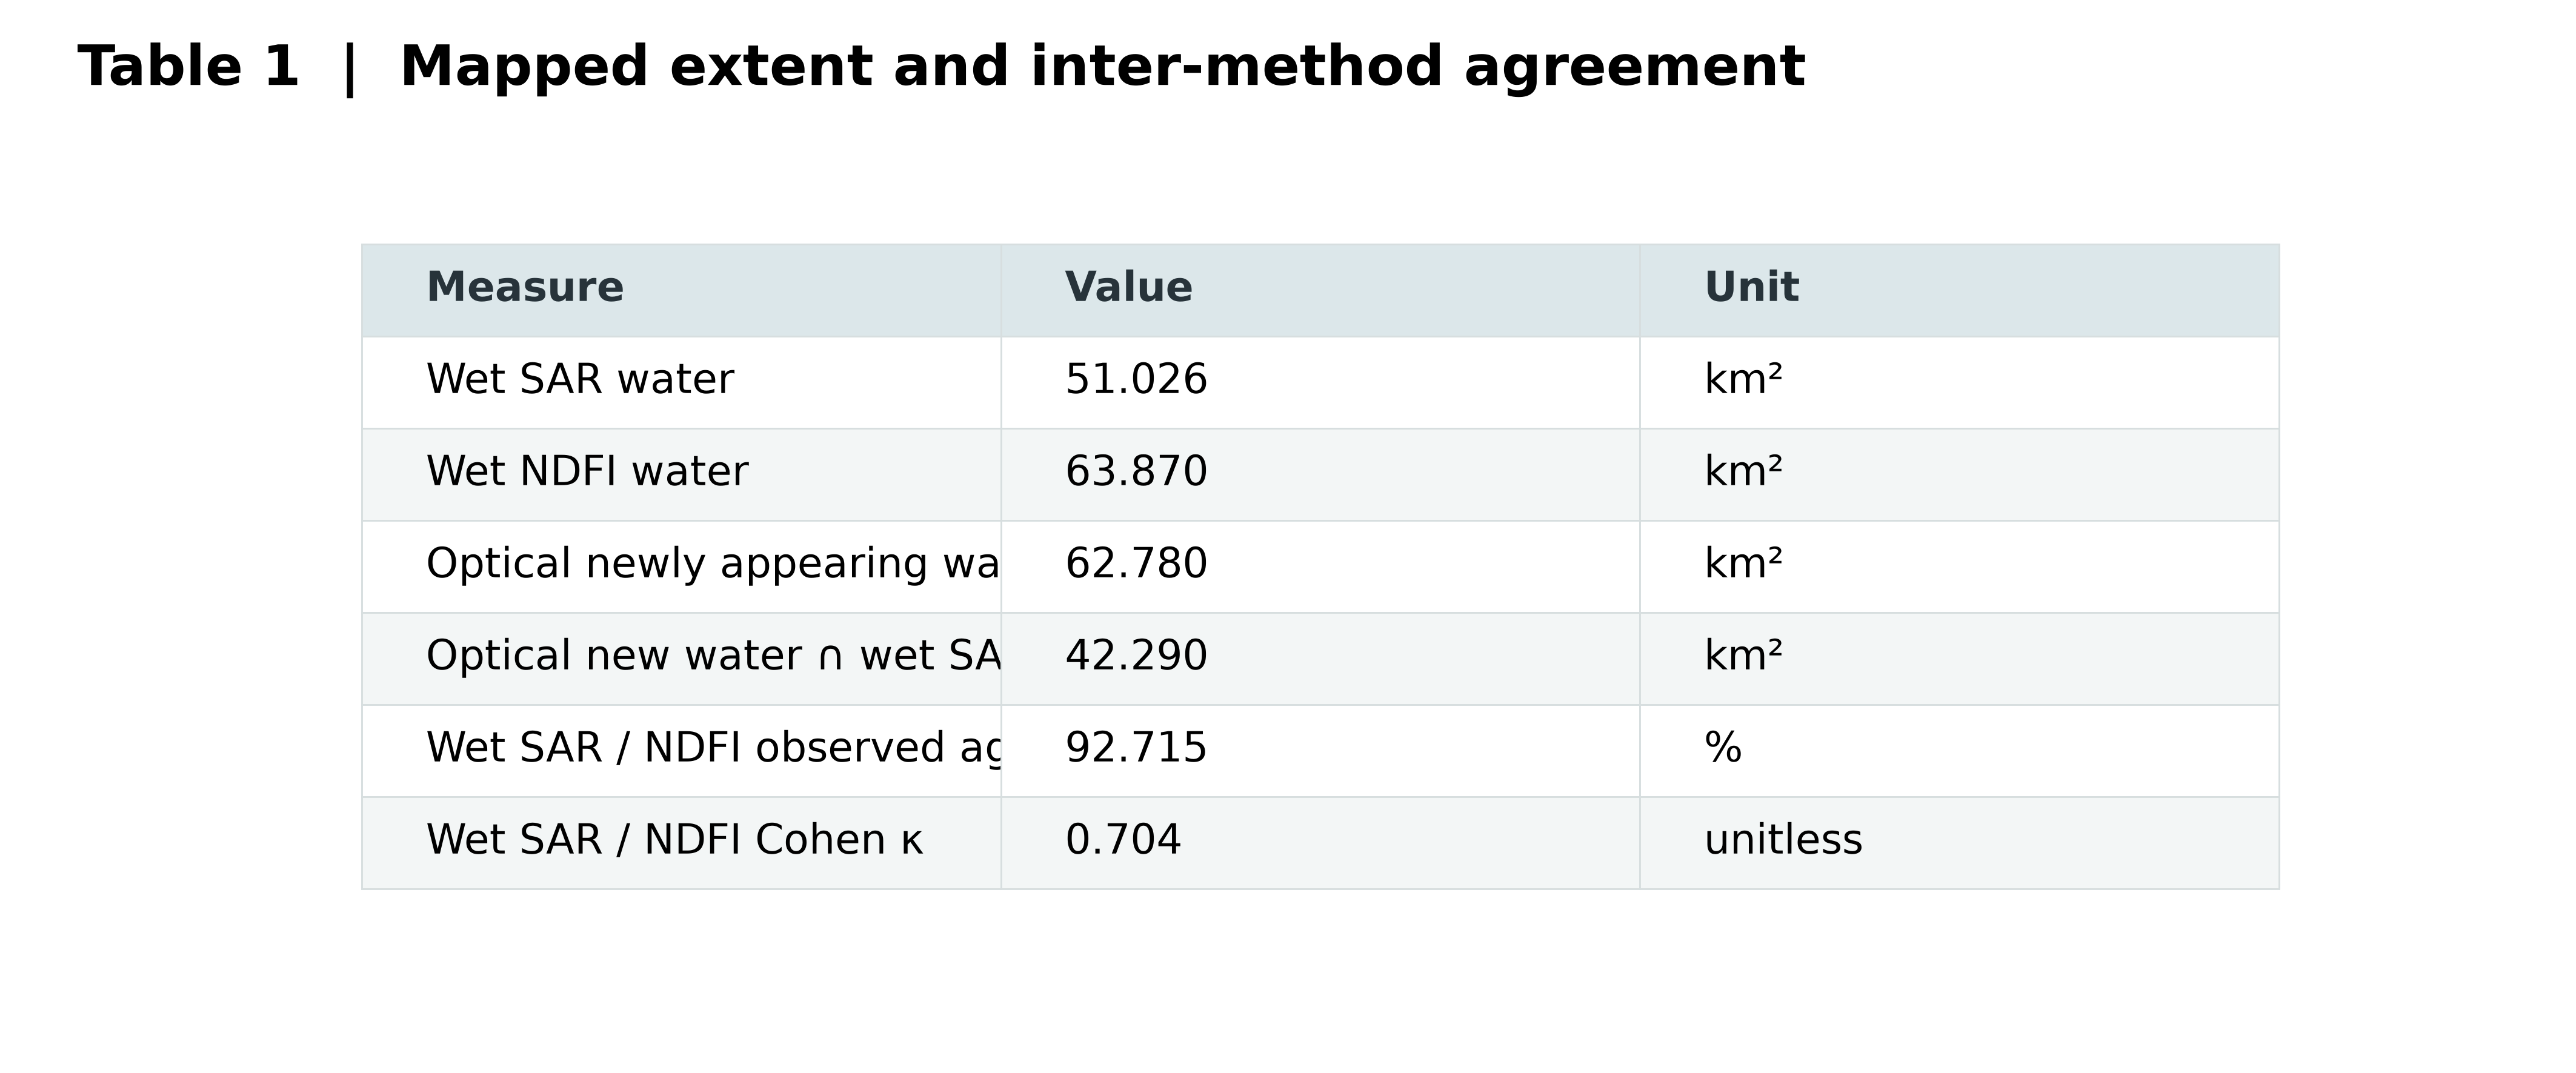 Table 1 | Mapped extent and inter-method agreement
Measure Value Unit
Wet SAR water 51.026 km²
Wet NDFI water 63.870 km²
Optical newly appearing wa 62.780 km²
Optical new water ∩ wet SA 42.290 km²
Wet SAR / NDFI observed ag 92.715 %
Wet SAR / NDFI Cohen κ 0.704 unitless